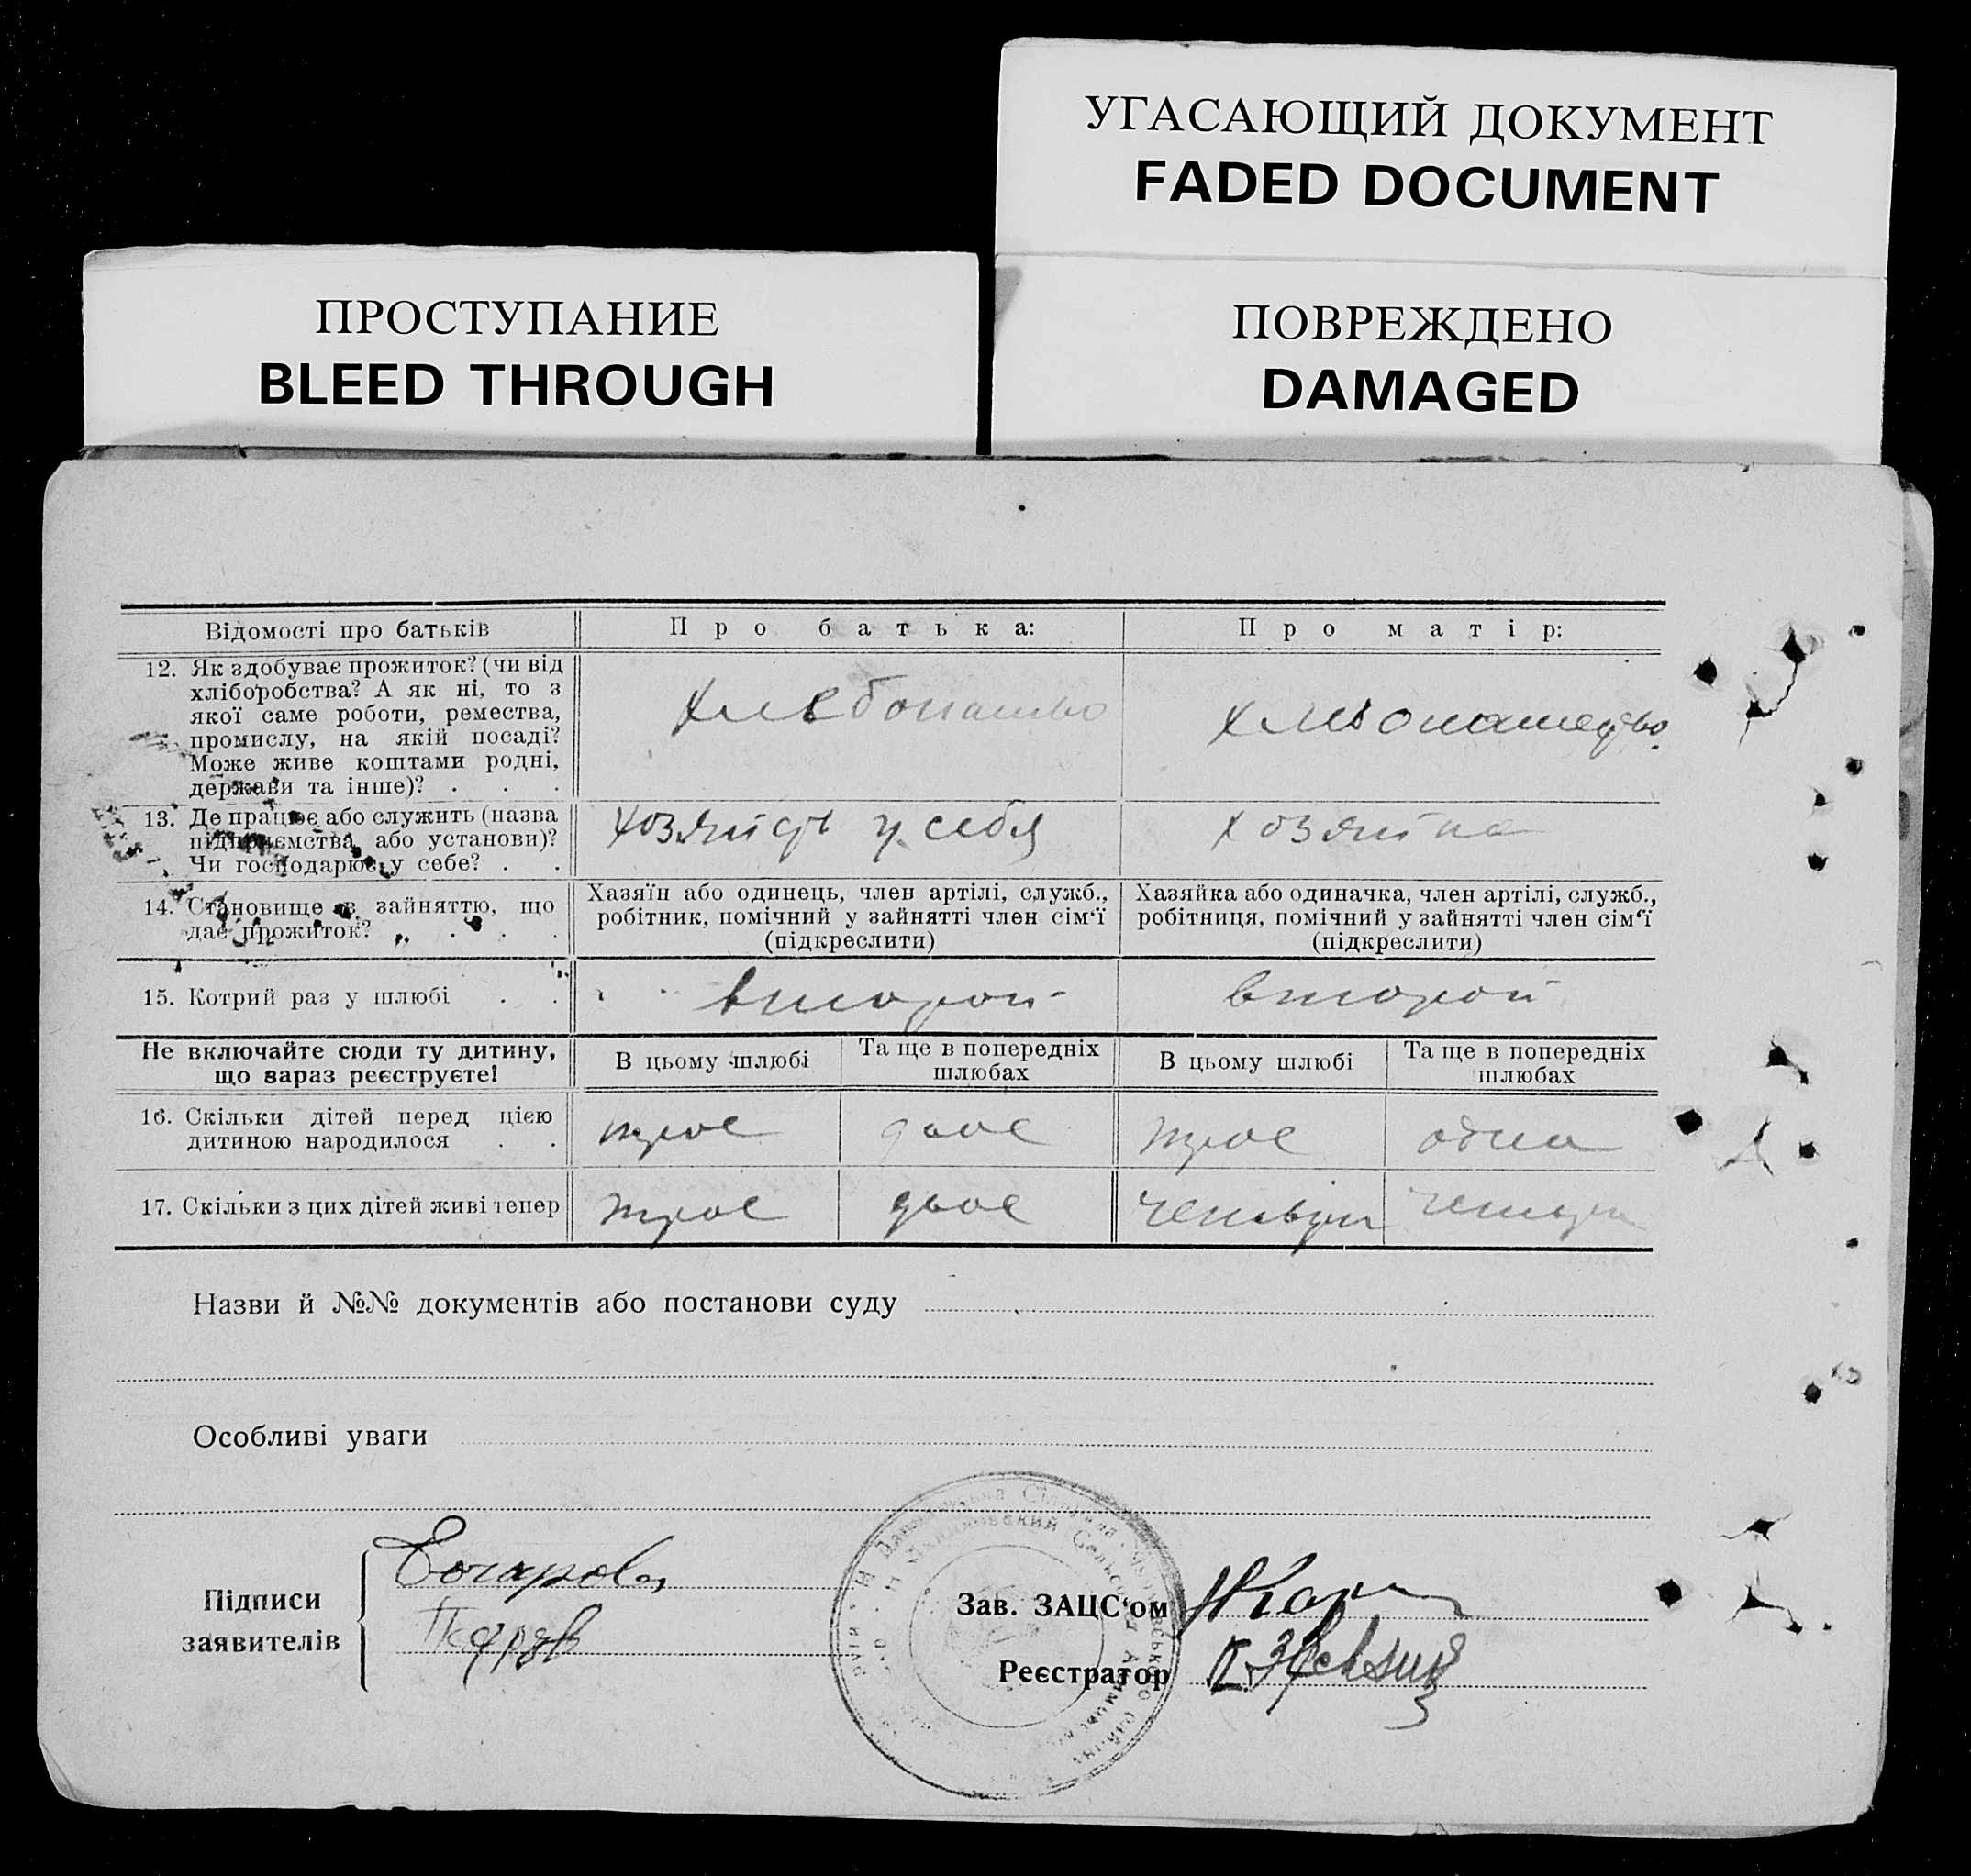 УГАСАЮЩИЙ ДОКУМЕНТ
FADED DOCUMENT
ПРОСТУПАНИЕ
BLEED THROUGH
ПОВРЕЖДЕНО
DAMAGED
Відомості про батьків
Про батька:
Про матір:
12. Як здобуває прожиток? (чи від
хліборобства? А як ні, то з
якої саме роботи, ремества,
промислу, на якій посаді?
Може живе коштами родні,
держави та інше)? . . .
13. Де працює або служить (назва
підприємства або установи)?
Чи господарює у себе? . .
у себя
хозяйка
14. Становище в зайняттю, що
дає прожиток? . . . .
Хазяїн або одинець, член артілі, служб.,
робітник, помічний у зайнятті член сім‘ї
(підкреслити)
Хазяйка або одиначка, член артілі, служб.,
робітниця, помічний у зайнятті член сім‘ї
(підкреслити)
15. Котрий раз у шлюбі . .
второй
второй
Не включайте сюди ту дитину,
що зараз реєструєте!
В цьому шлюбі
Та ще в попередніх
шлюбах
В цьому шлюбі
Та ще в попередніх
шлюбах
16. Скільки дітей перед цією
дитиною народилося . .
трое
двое
трое
одна
17. Скільки з цих дітей живі тепер
трое
двое
Назви й №№ документів або постанови суду
Особливі уваги
Підписи
заявителів
Бочаров
Зав. ЗАЦС‘ом
Реєстратор